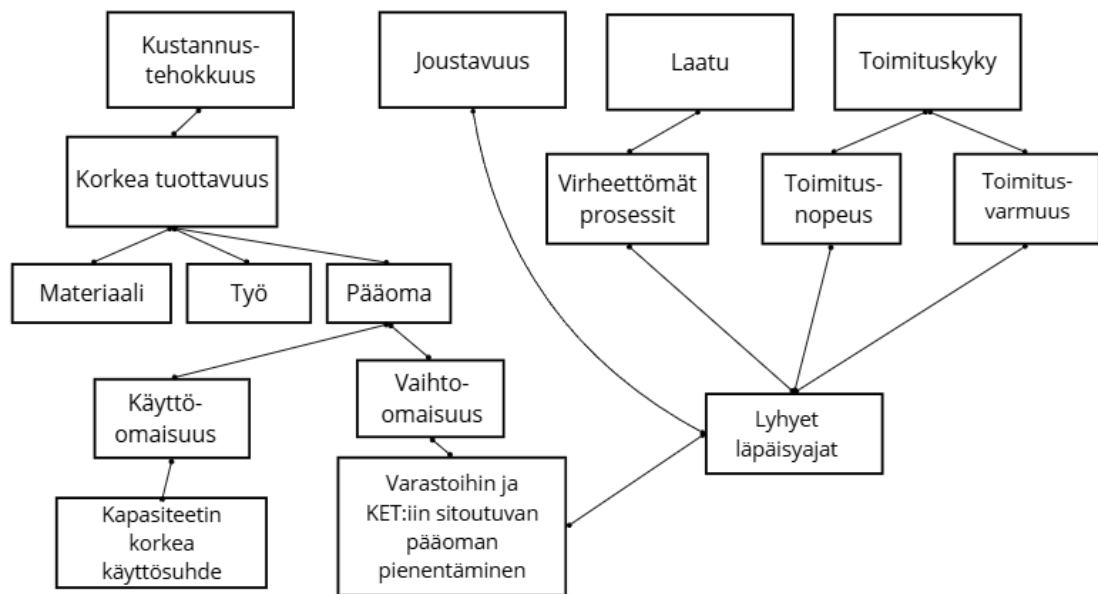 Kustannus-
tehokkuus
Joustavuus
Laatu
Toimituskyky
Korkea tuottavuus
Virheettömät
prosessit
Toimitus-
nopeus
Toimitus-
varmuus
Materiaali
Työ
Pääoma
Käyttö-
omaisuus
Vaihto-
omaisuus
Lyhyet
läpäisyajat
Kapasiteetin
korkea
käyttösuhde
Varastoihin ja
KET:iin sitoutuvan
pääoman
pienentäminen